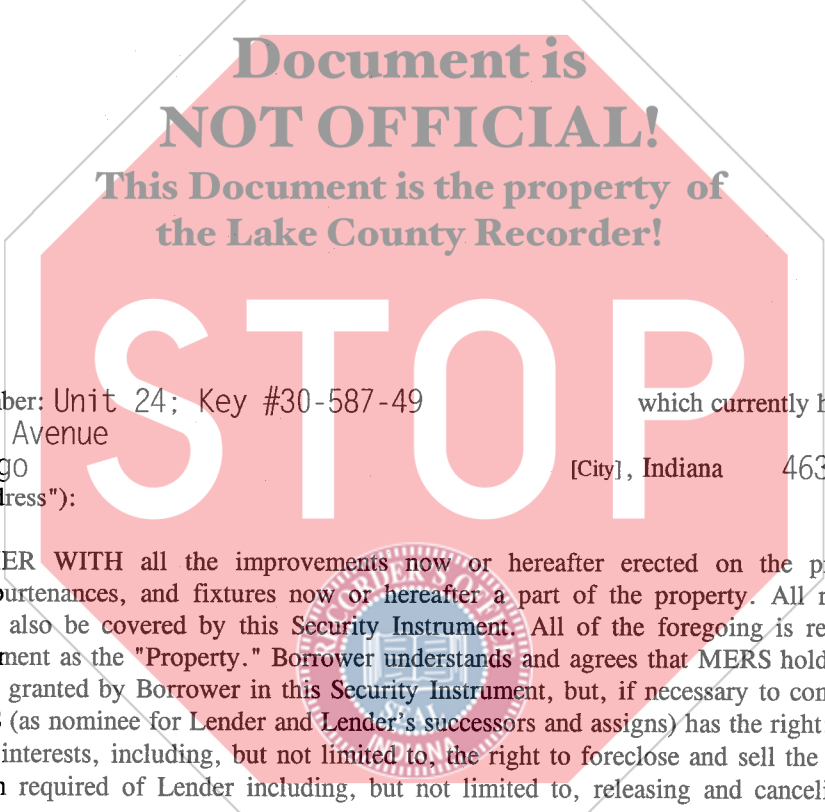 Document is
NOT OFFICIAL!
This Document is the property of
the Lake County Recorder!
STOP
ber: Unit 24; Key #30-587-49 which currently h
Avenue
go [City], Indiana 463
dress"):
ER WITH all the improvements now or hereafter erected on the p
purtenances, and fixtures now or hereafter a part of the property. All r
also be covered by this Security Instrument. All of the foregoing is re
ment as the "Property." Borrower understands and agrees that MERS hold
granted by Borrower in this Security Instrument, but, if necessary to con
(as nominee for Lender and Lender's successors and assigns) has the right
interests, including, but not limited to, the right to foreclose and sell the
required of Lender including, but not limited to, releasing and canceli
RECORDER'S OFFICE
SEAL
INDIANA